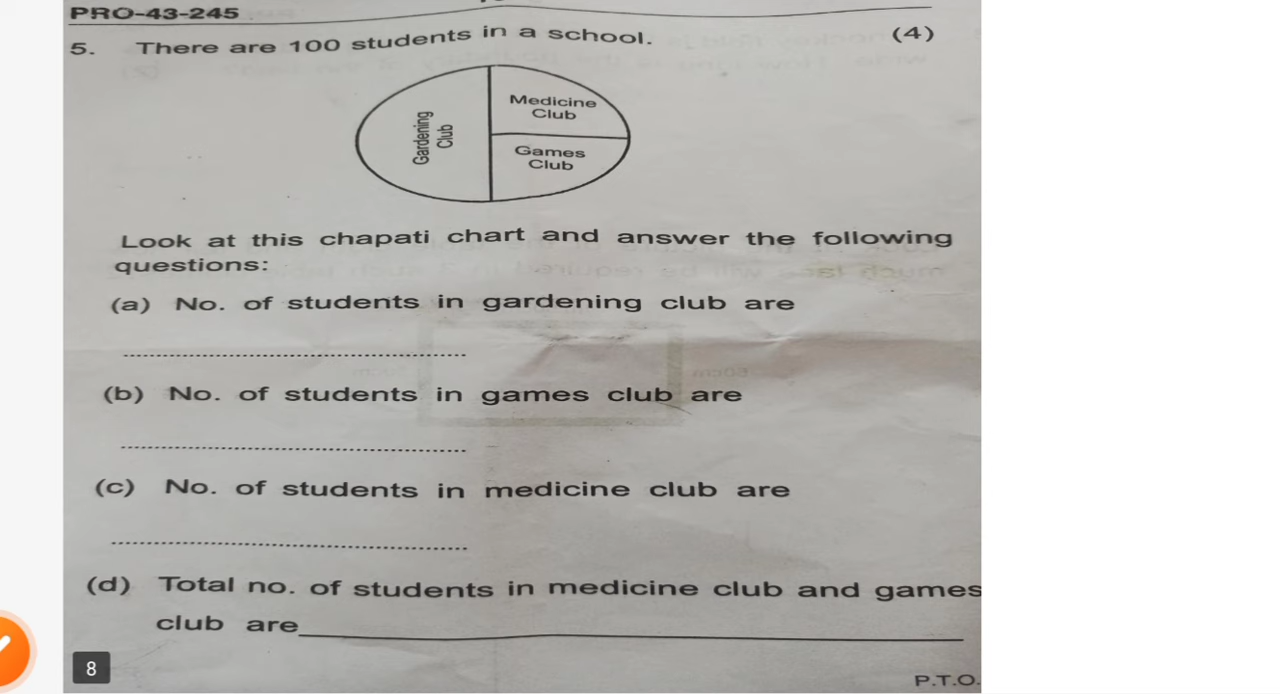 PRO-43-245
5. There are 100 students in a school. (4)
Gardening
Club
Medicine
Club
Games
Club
Look at this chapati chart and answer the following
questions:
(a) No. of students in gardening club are
(b) No. of students in games club are
(c) No. of students in medicine club are
(d) Total no. of students in medicine club and games
club are
8
P.T.O.